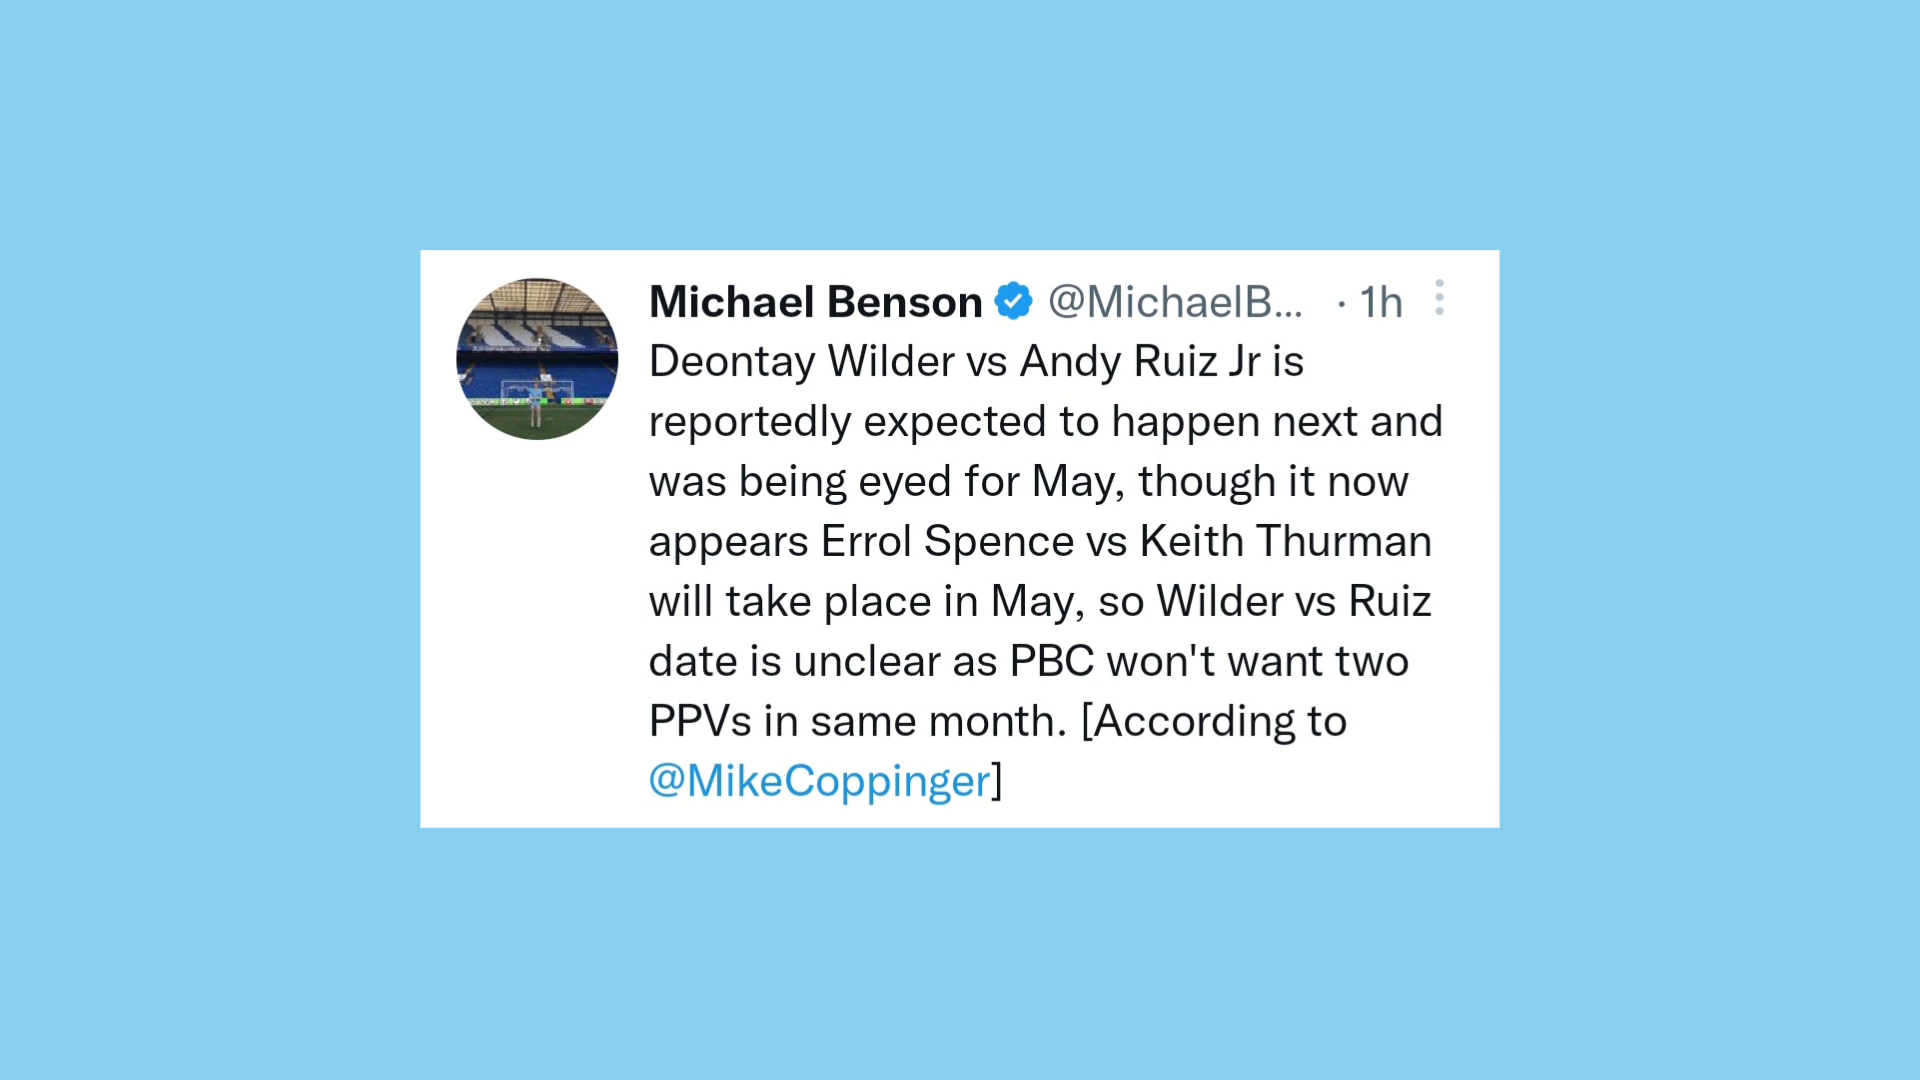 Michael Benson @MichaelB... · 1h
Deontay Wilder vs Andy Ruiz Jr is
reportedly expected to happen next and
was being eyed for May, though it now
appears Errol Spence vs Keith Thurman
will take place in May, so Wilder vs Ruiz
date is unclear as PBC won't want two
PPVs in same month. [According to
@MikeCoppinger]